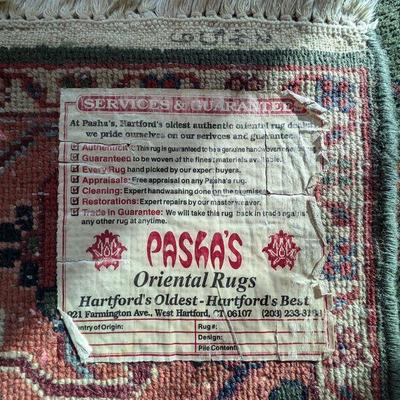 SERVICES & GUARANTEE
At Pasha's, Hartford's oldest authentic oriental rug
we pride ourselves on our serivces and guarantees.
Authentic: This rug is guaranteed to be a genuine handwoven
Guaranteed to be woven of the finest materials available.
Every Rug hand picked by our expert buyers.
Appraisals: Free appraisal on any Pasha's rug.
Cleaning: Expert handwashing done on the premises
Restorations: Expert repairs by our master weaver.
Trade in Guarantee: We will take this rug back in trade against
any other rug at anytime.
PASHA'S
Oriental Rugs
Hartford's Oldest - Hartford's Best
921 Farmington Ave., West Hartford, CT 06107 (203) 233-
Country of Origin:
Rug #:
Design:
Pile Content: